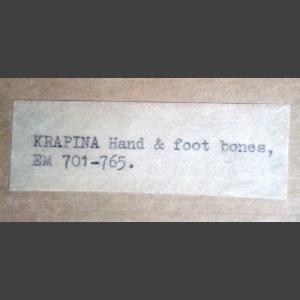 KRAPINA Hand & foot bones,
EM 701-765.